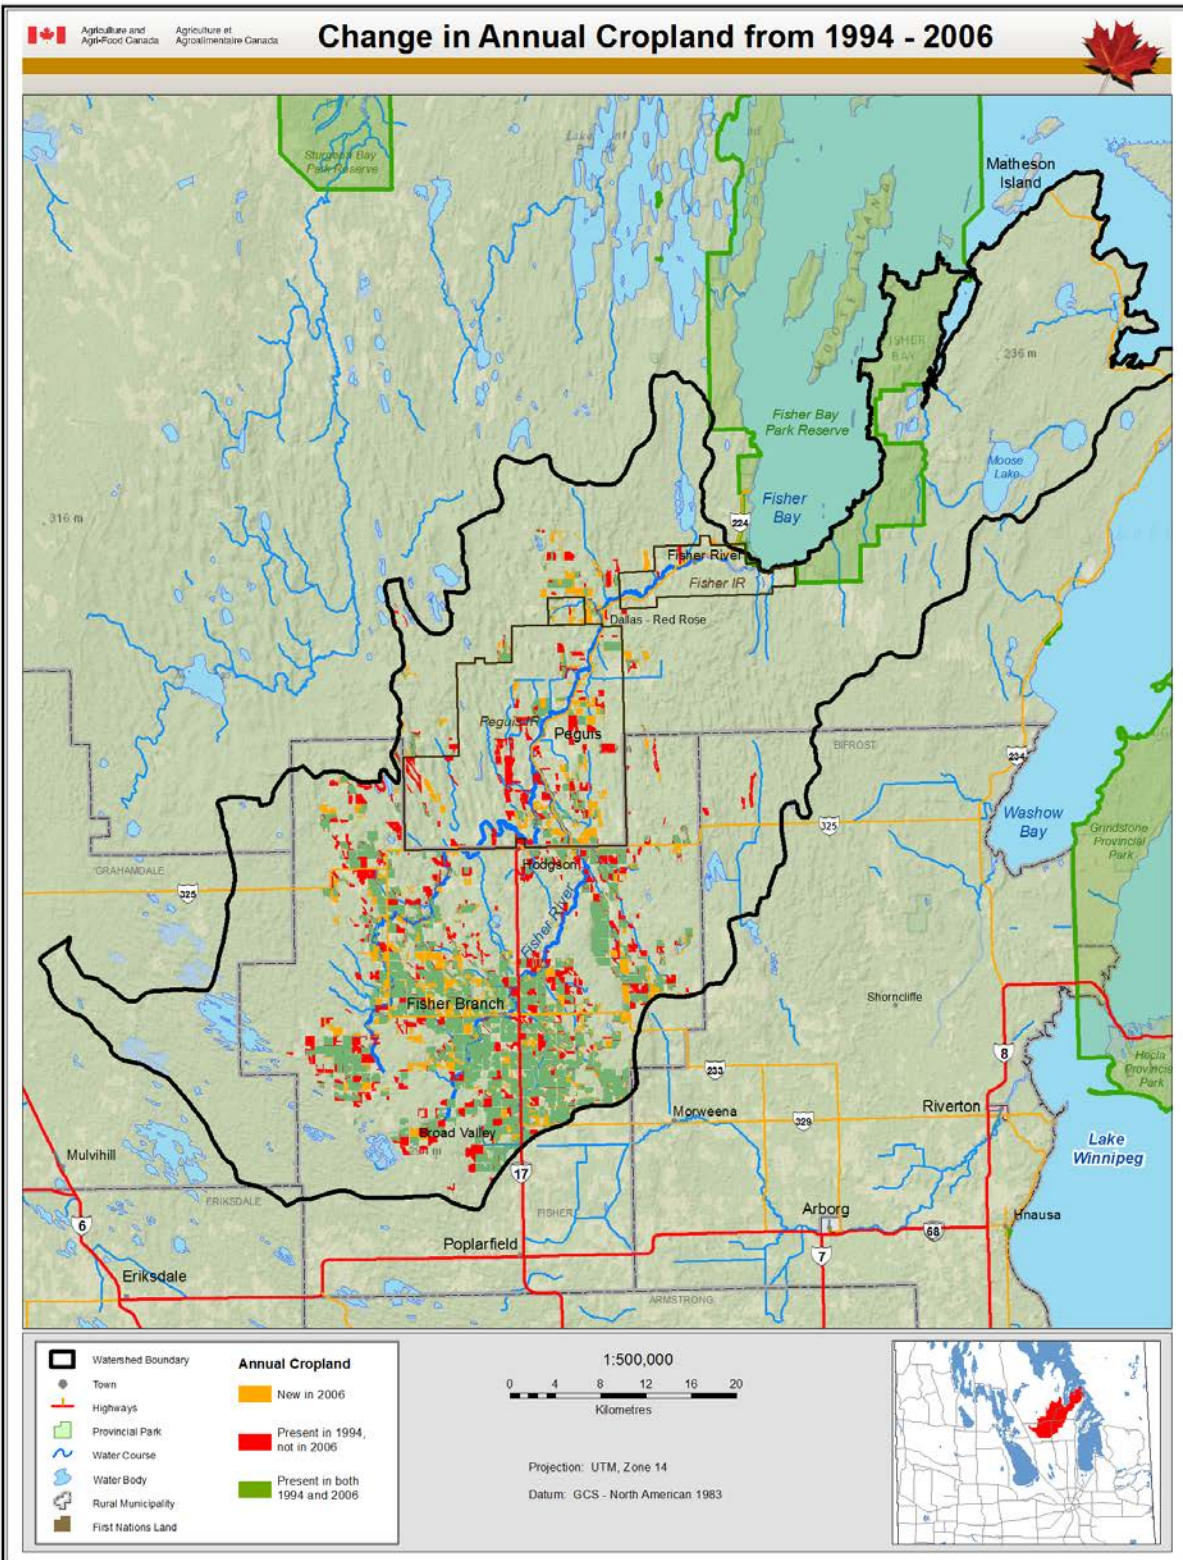 Agriculture and
Agri-Food Canada
Agriculture et
Agroalimentaire Canada
Change in Annual Cropland from 1994 - 2006
Sturgeon Bay
Park Reserve
Matheson
Island
MOOSE ISLAND
FISHER
BAY
236 m
Fisher Bay
Park Reserve
Moose
Lake
316 m
Fisher
Bay
224
Fisher River
Fisher IR
Dallas - Red Rose
Peguis IR
Peguis
BIFROST
234
Washow
Bay
325
Grindstone
Provincial
Park
GRAHAMDALE
325
Hodgson
Fisher River
Fisher Branch
Shorncliffe
8
233
Hecla
Provincial
Park
Morweena
Riverton
329
Broad Valley
Lake
Winnipeg
Mulvihill
17
ERIKSDALE
FISHER
Arborg
Hnausa
6
68
Poplarfield
7
Eriksdale
ARMSTRONG
Watershed Boundary
Town
Highways
Provincial Park
Water Course
Water Body
Rural Municipality
First Nations Land
Annual Cropland
New in 2006
Present in 1994,
not in 2006
Present in both
1994 and 2006
1:500,000
0 4 8 12 16 20
Kilometres
Projection: UTM, Zone 14
Datum: GCS - North American 1983